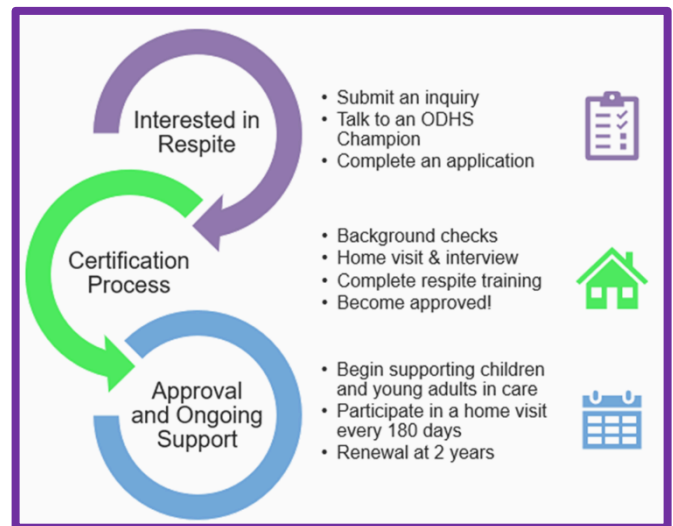 Interested in
Respite
• Submit an inquiry
• Talk to an ODHS
Champion
• Complete an application
Certification
Process
• Background checks
• Home visit & interview
• Complete respite training
• Become approved!
Approval
and Ongoing
Support
• Begin supporting children
and young adults in care
• Participate in a home visit
every 180 days
• Renewal at 2 years